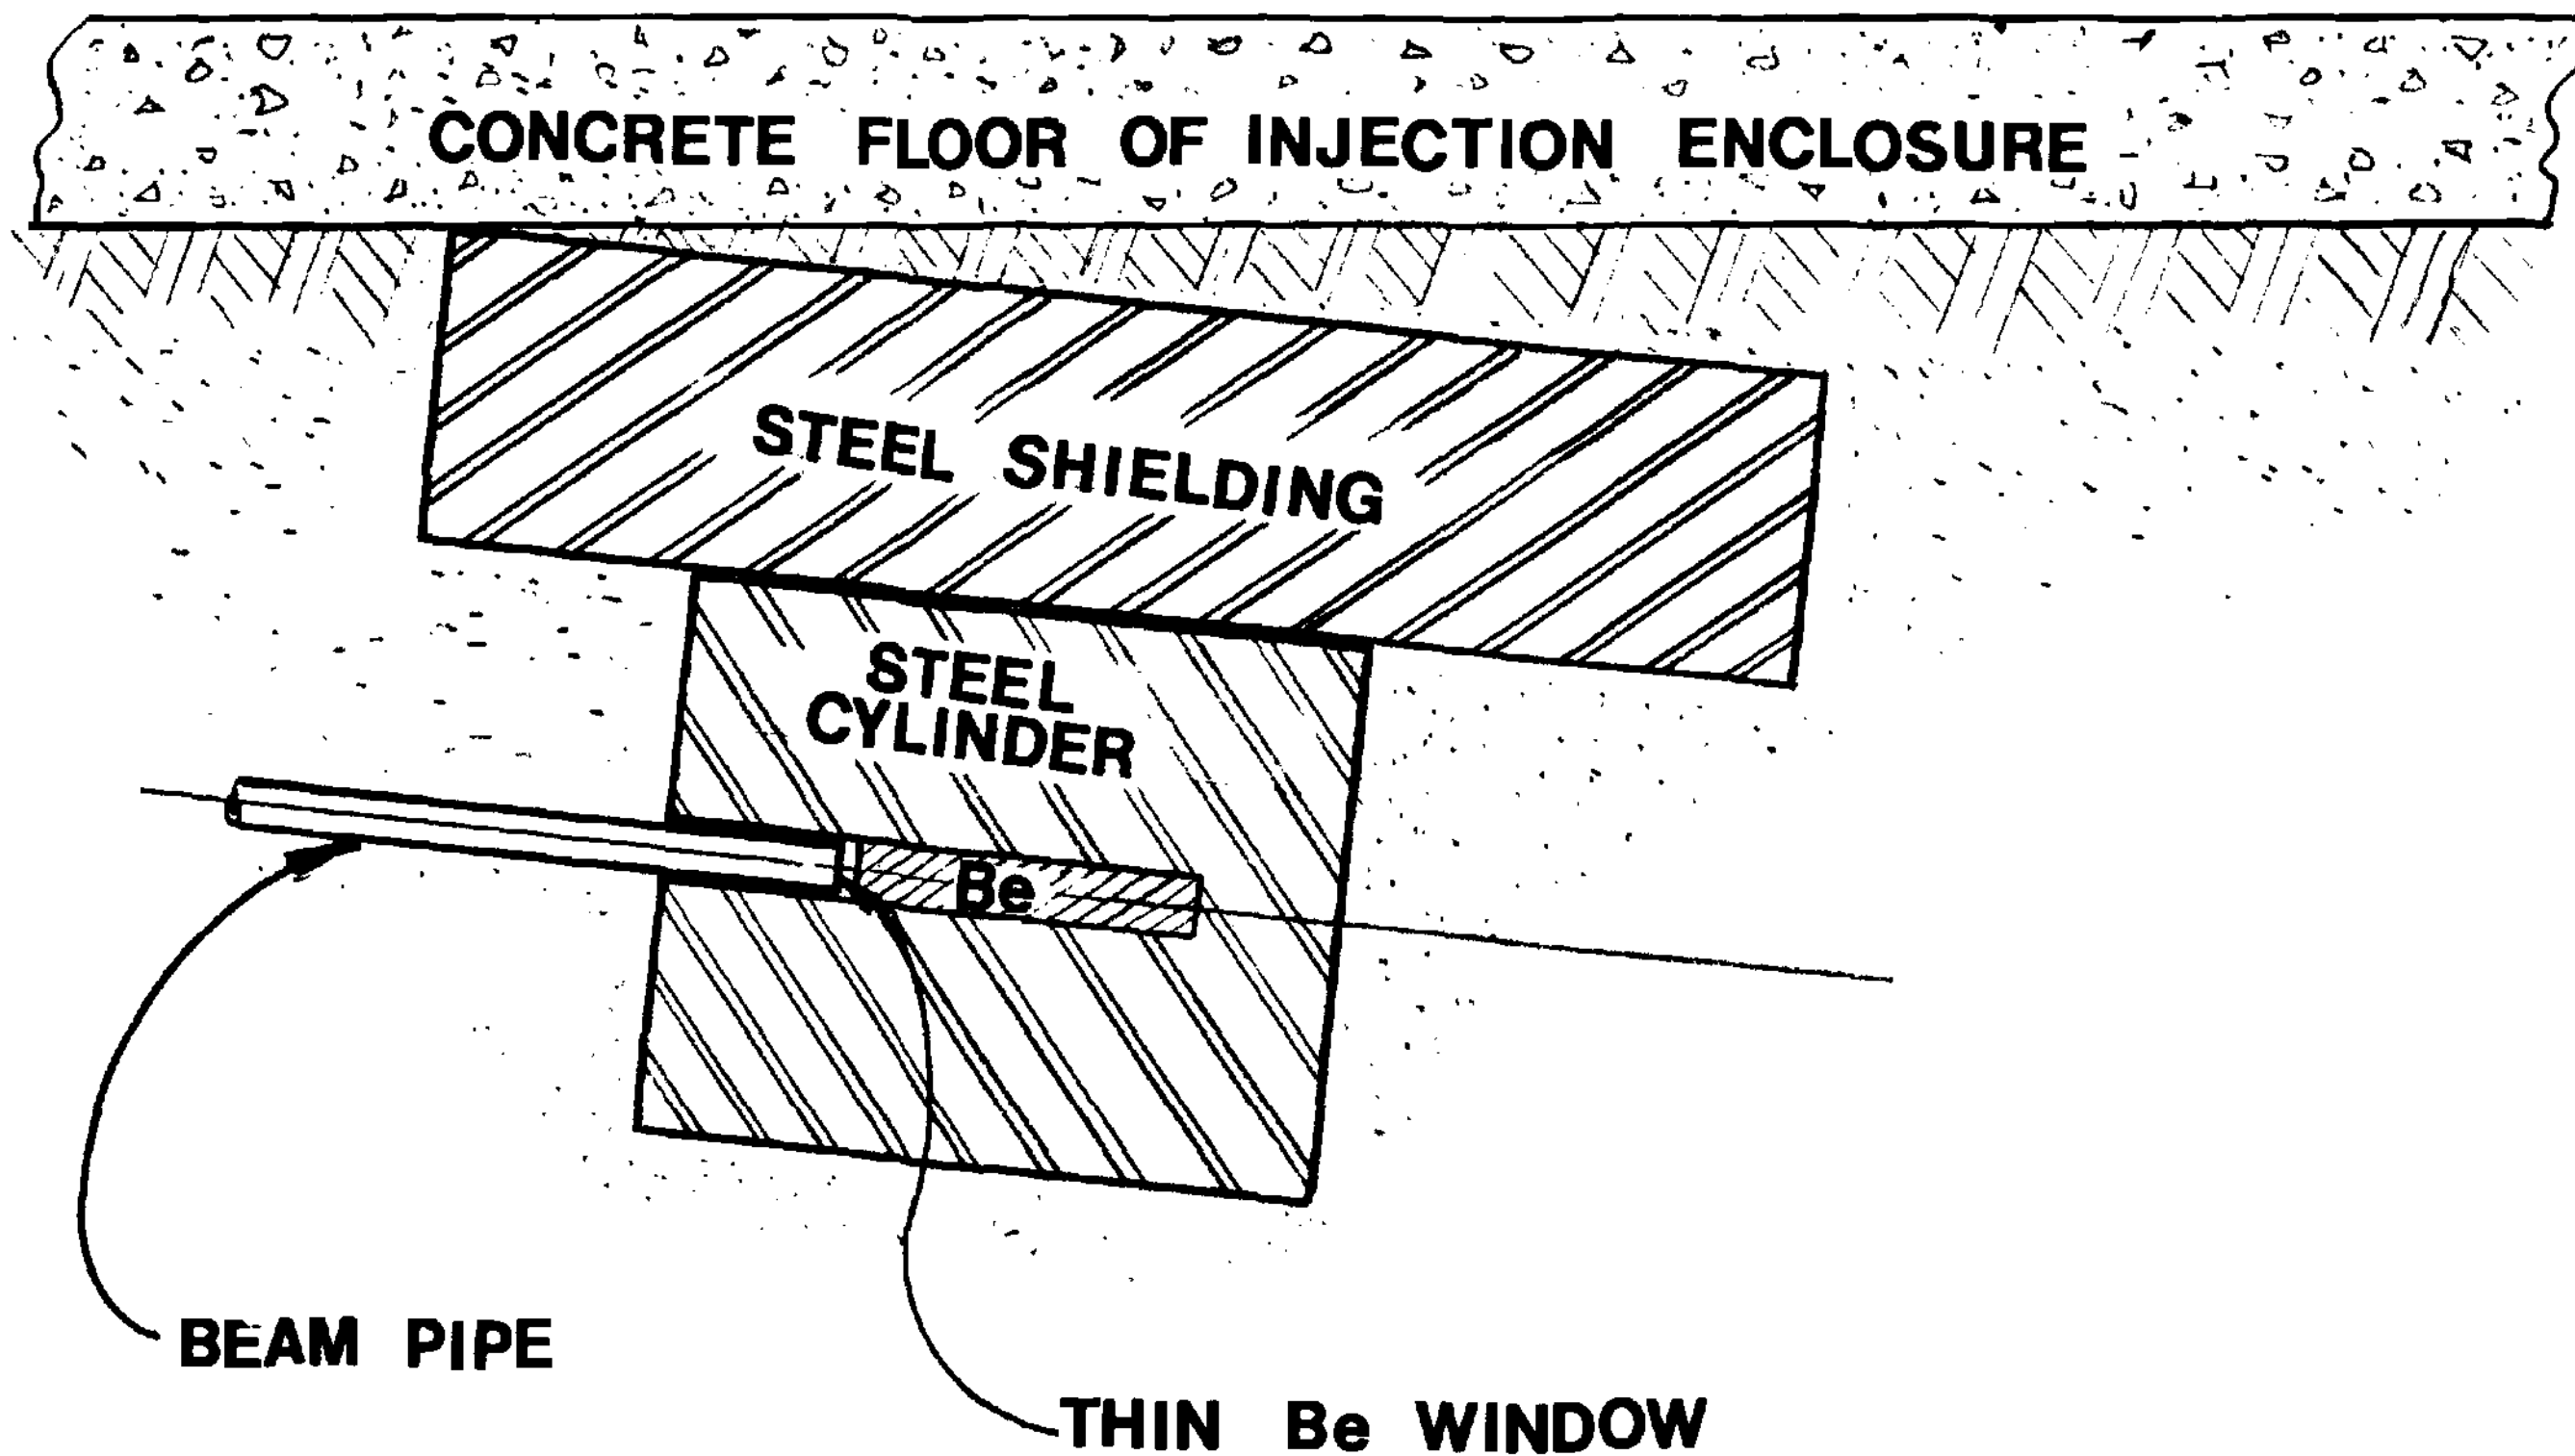 CONCRETE FLOOR OF INJECTION ENCLOSURE
STEEL SHIELDING
STEEL
CYLINDER
Be
BEAM PIPE
THIN Be WINDOW